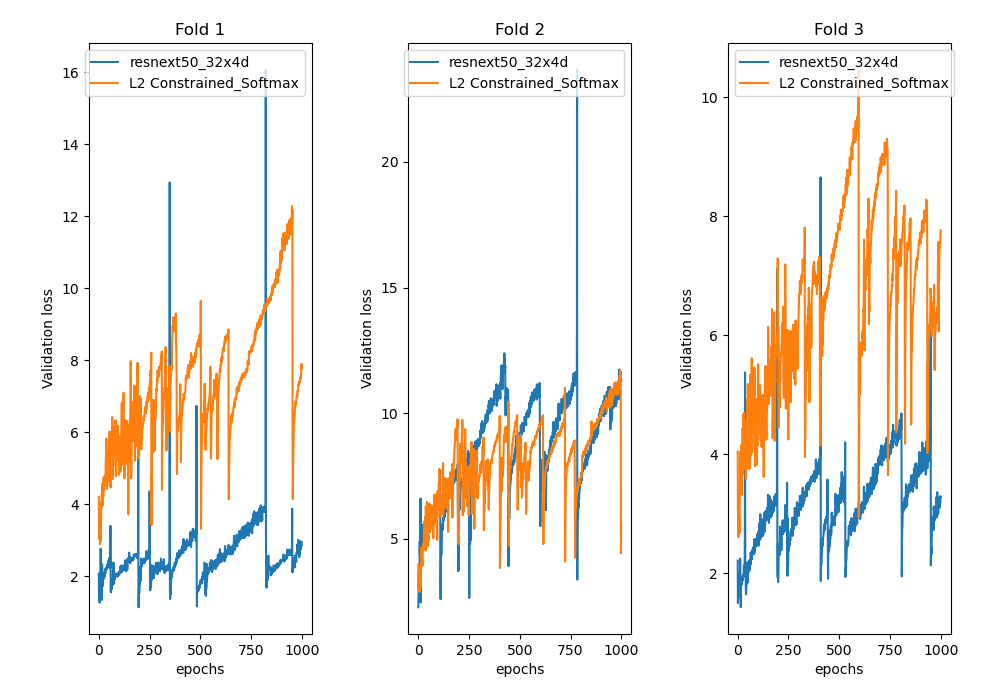 Fold 1
Validation loss
16
14
12
10
8
6
4
2
resnext50_32x4d
L2 Constrained_Softmax
0 250 500 750 1000
epochs
Fold 2
Validation loss
20
15
10
5
resnext50_32x4d
L2 Constrained_Softmax
0 250 500 750 1000
epochs
Fold 3
Validation loss
10
8
6
4
2
resnext50_32x4d
L2 Constrained_Softmax
0 250 500 750 1000
epochs